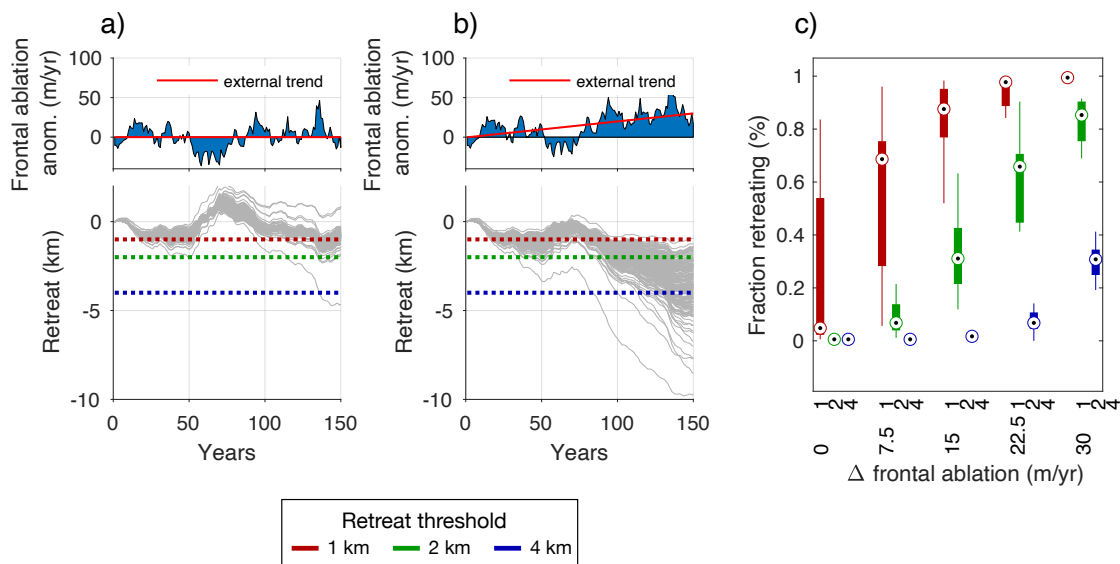 a)
Frontal ablation
anom. (m/yr)
100
50
0
external trend
Retreat (km)
0
-5
-10
0
50
100
150
Years
b)
Frontal ablation
anom. (m/yr)
100
50
0
external trend
Retreat (km)
0
-5
-10
0
50
100
150
Years
c)
Fraction retreating (%)
1
0.8
0.6
0.4
0.2
0
1 2 4 1 2 4 1 2 4 1 2 4 1 2 4
0 7.5 15 22.5 30
Δ frontal ablation (m/yr)
Retreat threshold
1 km 2 km 4 km